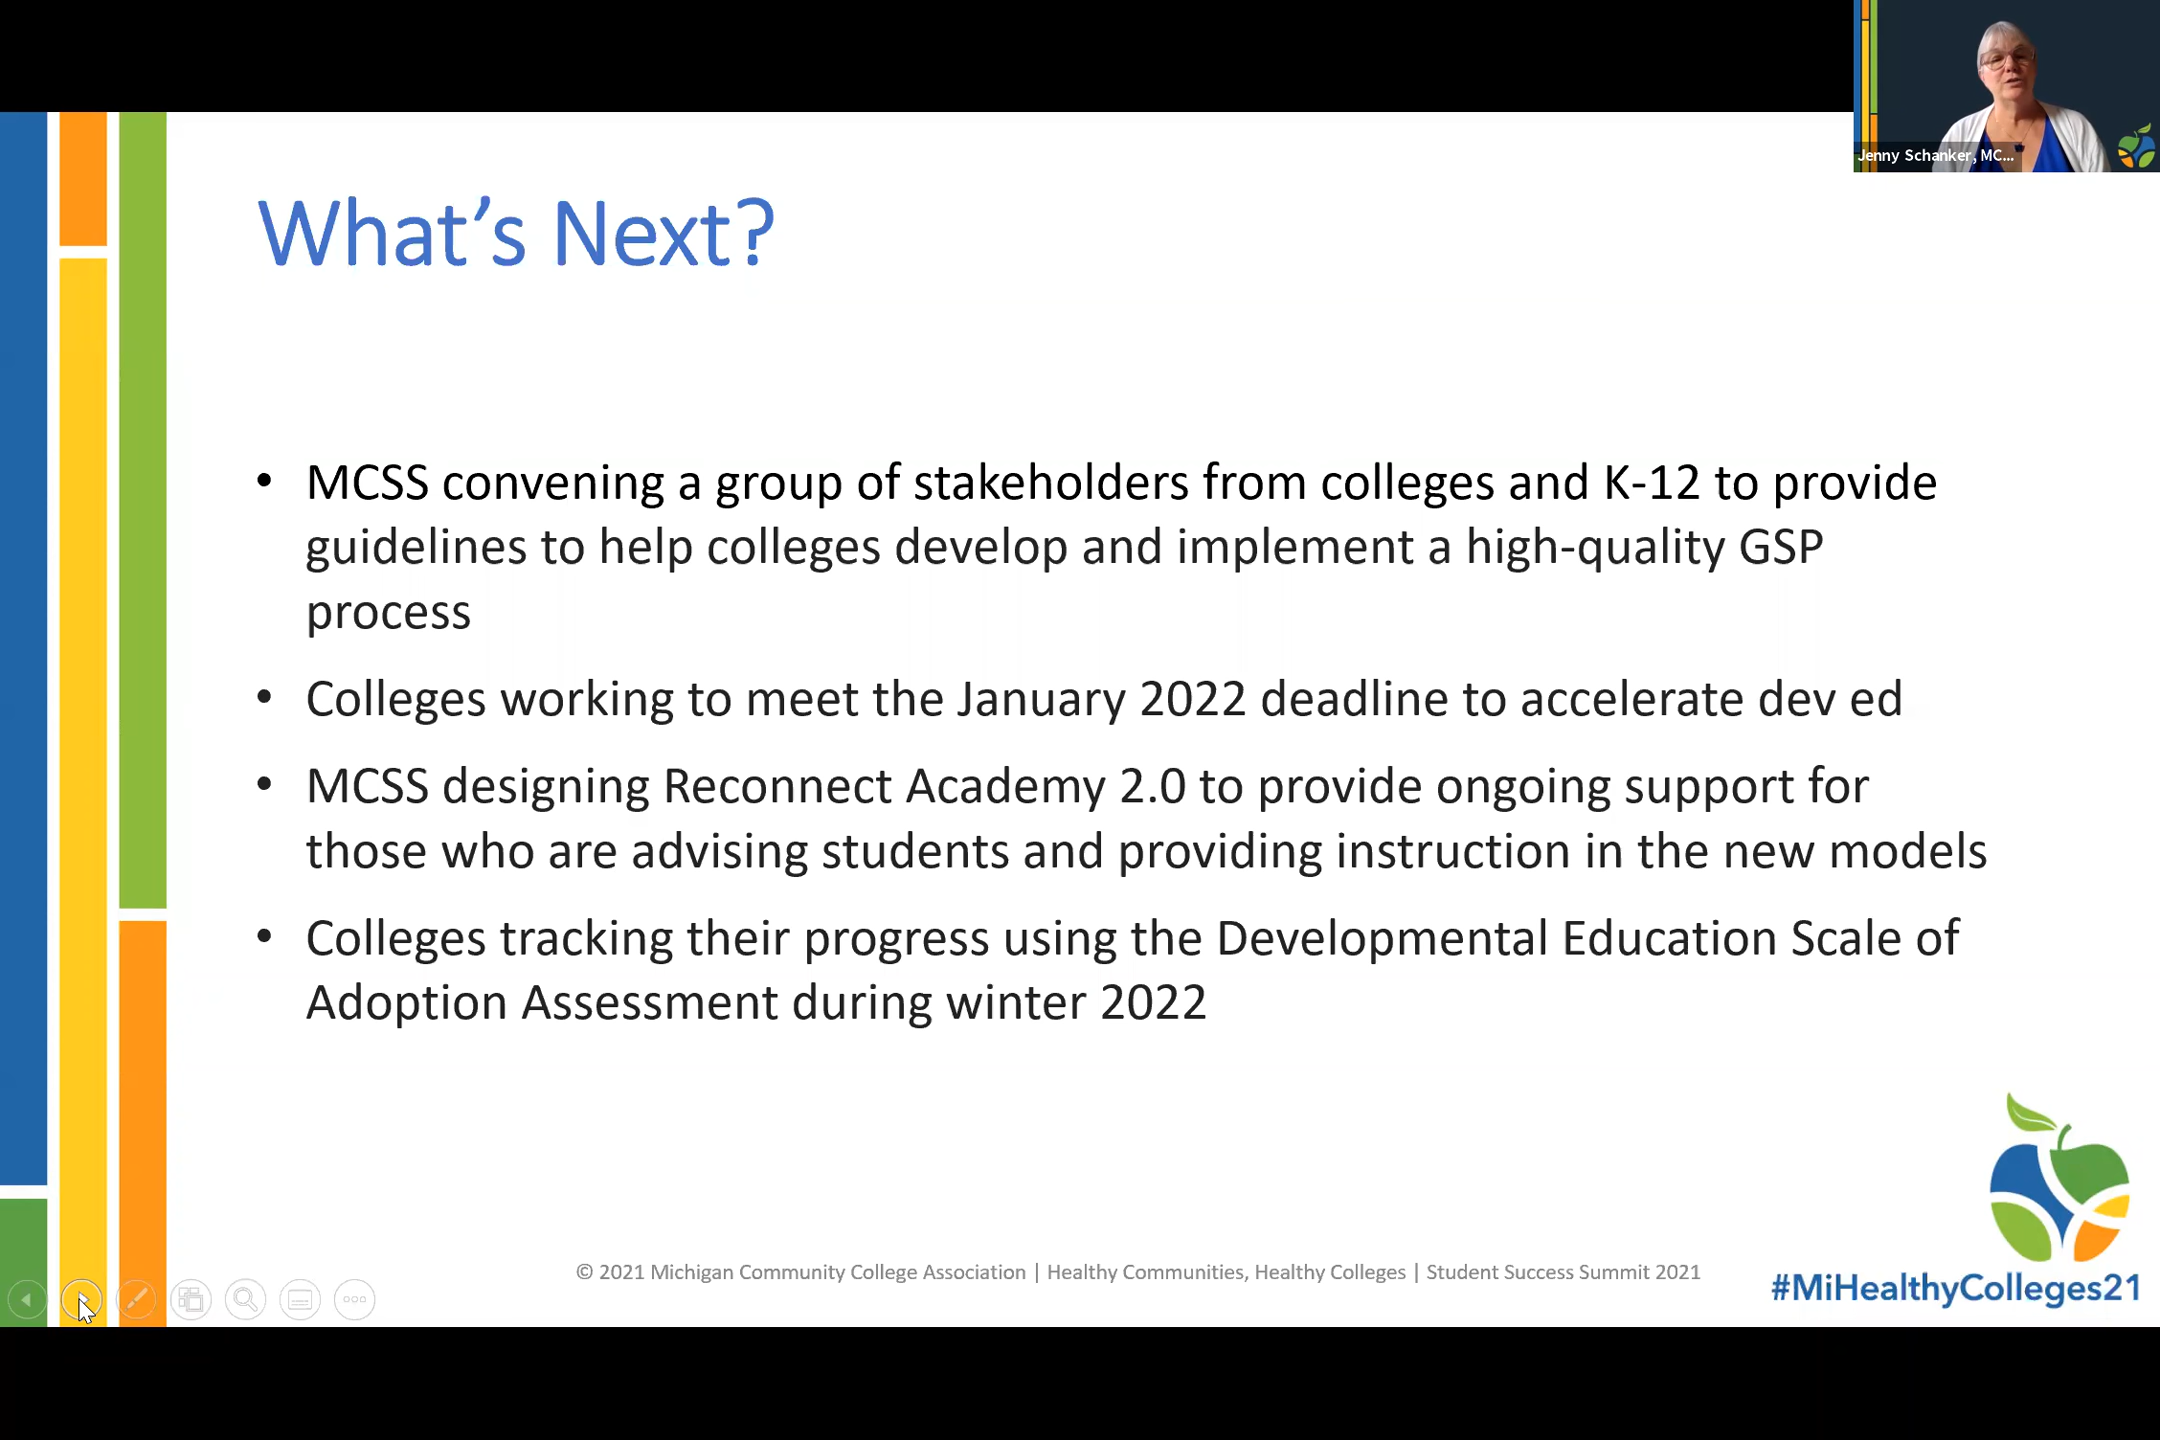 Jenny Schanker, MC...
What's Next?
• MCSS convening a group of stakeholders from colleges and K-12 to provide
guidelines to help colleges develop and implement a high-quality GSP
process
• Colleges working to meet the January 2022 deadline to accelerate dev ed
• MCSS designing Reconnect Academy 2.0 to provide ongoing support for
those who are advising students and providing instruction in the new models
• Colleges tracking their progress using the Developmental Education Scale of
Adoption Assessment during winter 2022
© 2021 Michigan Community College Association | Healthy Communities, Healthy Colleges | Student Success Summit 2021
#MiHealthyColleges21